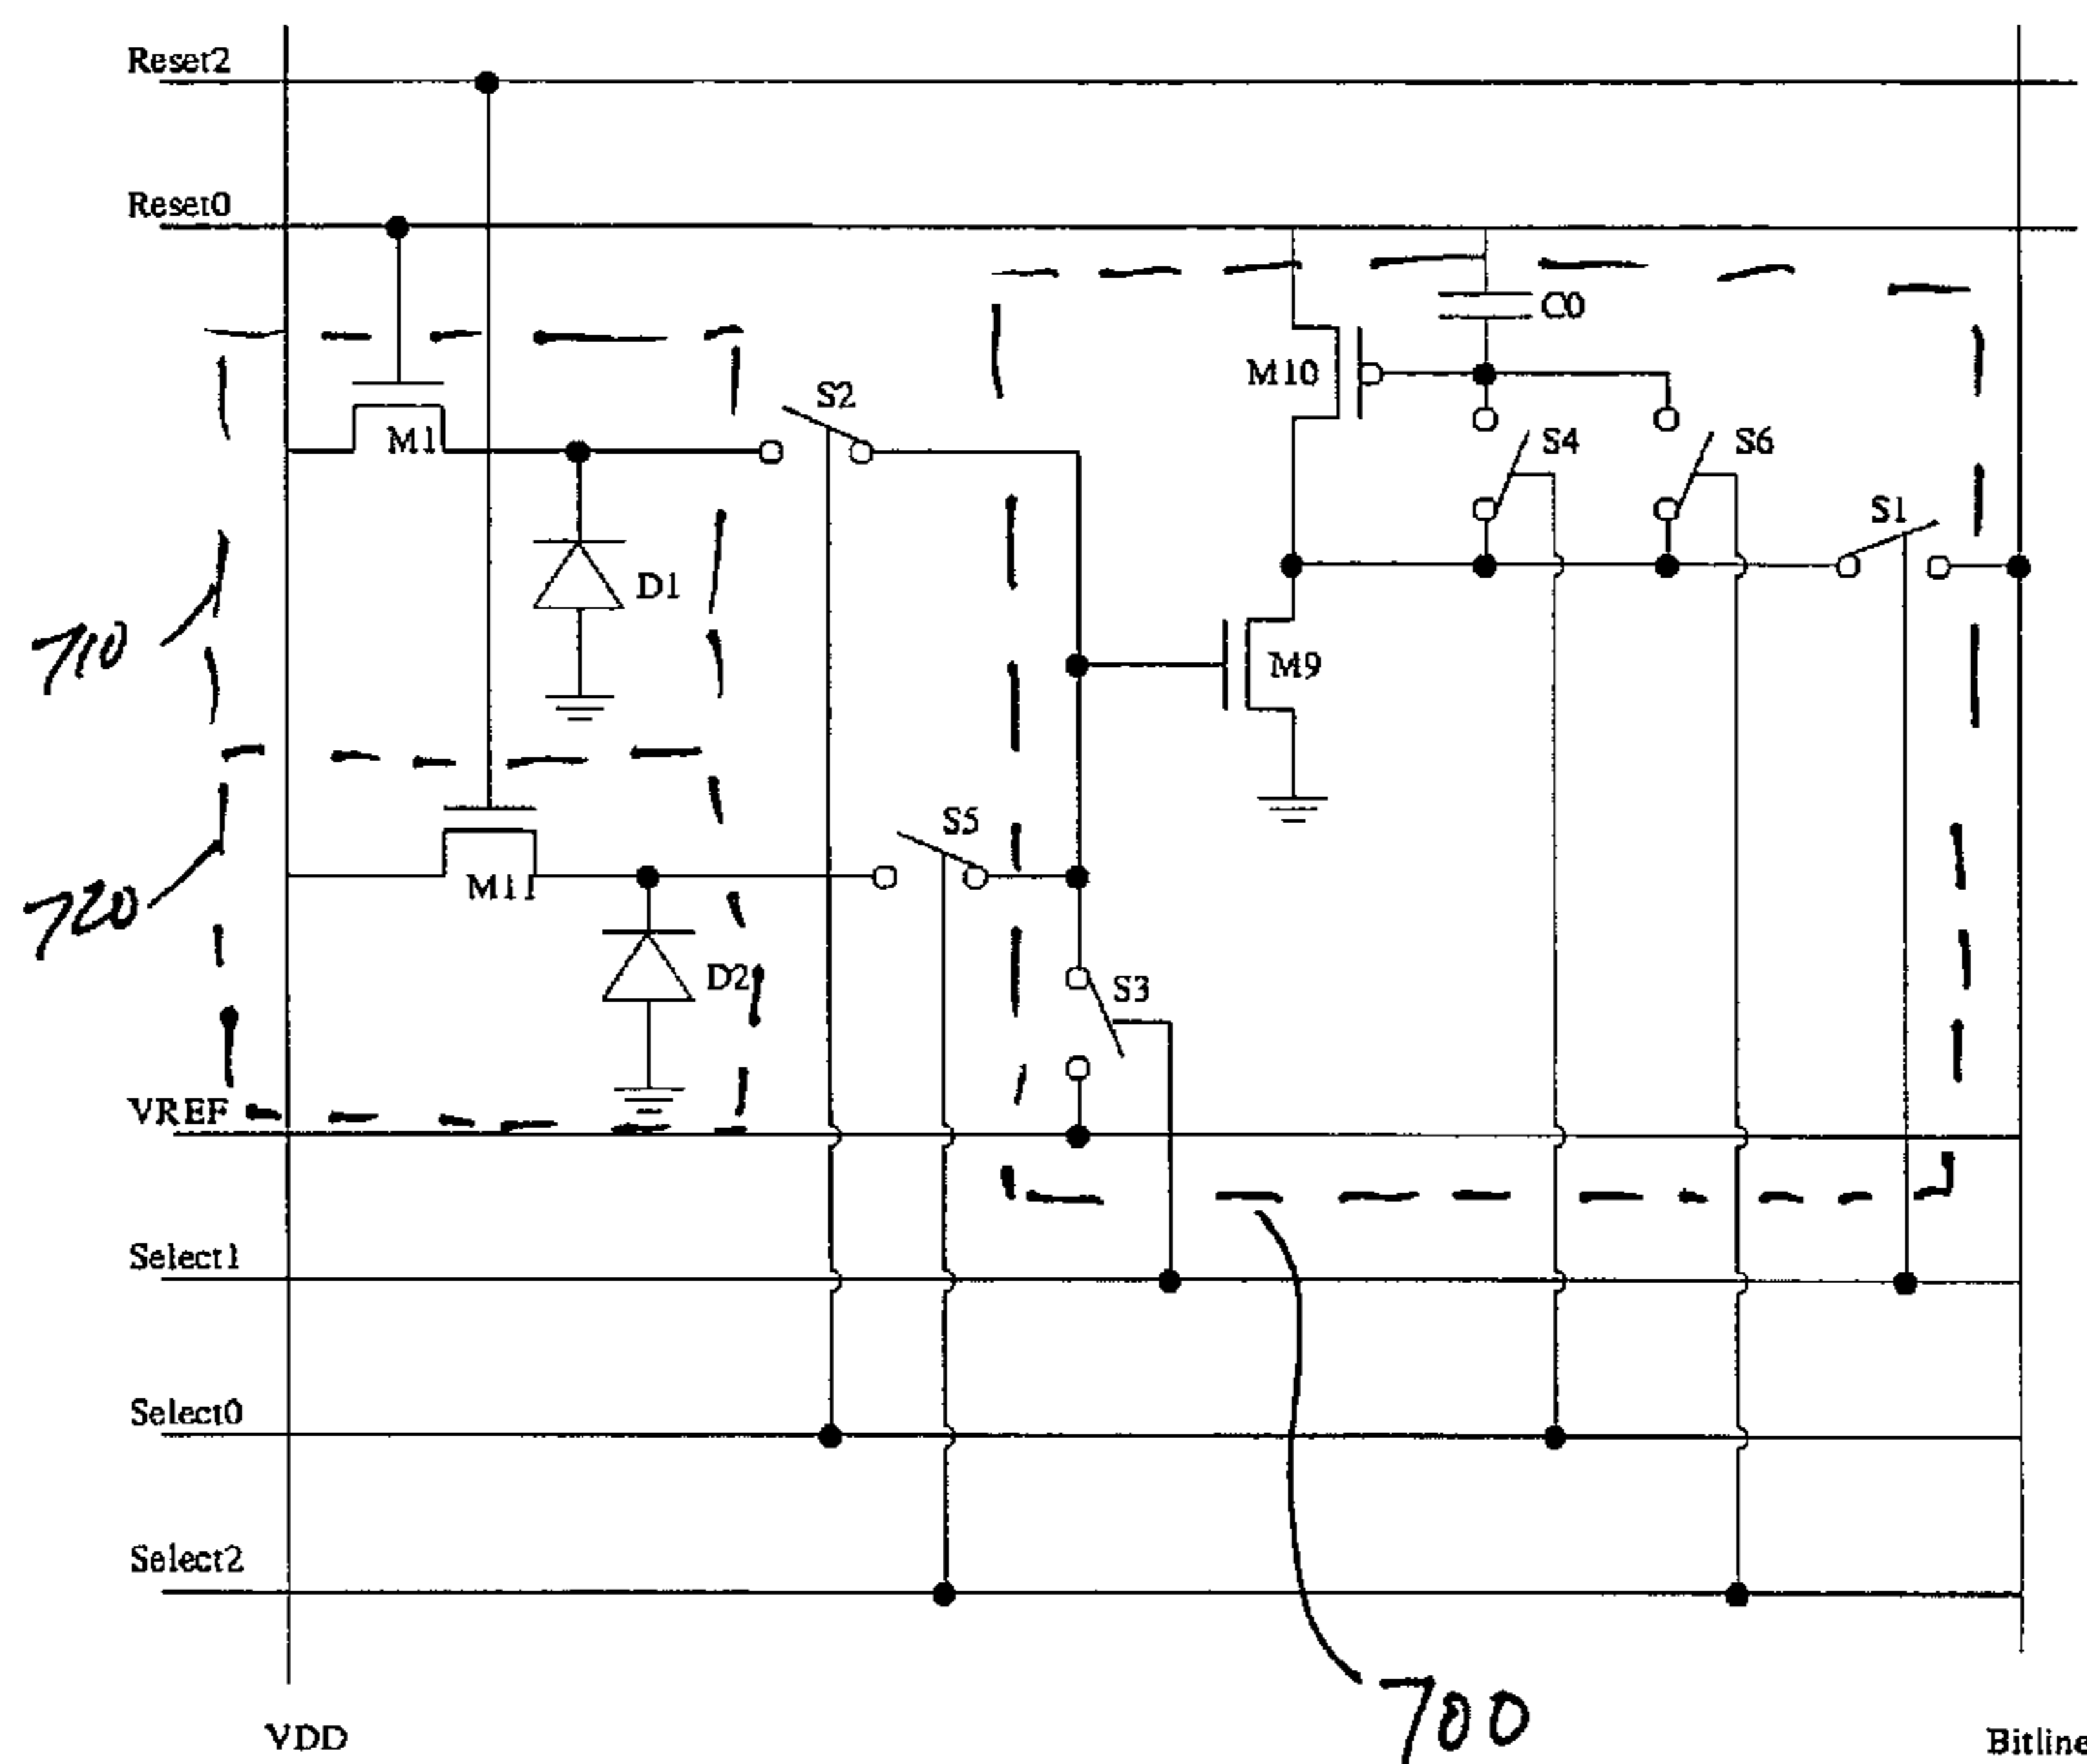 Reset2
Reset0
C0
M10
S2
M1
S4
S6
S1
D1
710
M9
S5
M11
720
D2
S3
VREF
Select1
Select0
Select2
700
VDD
Bitline